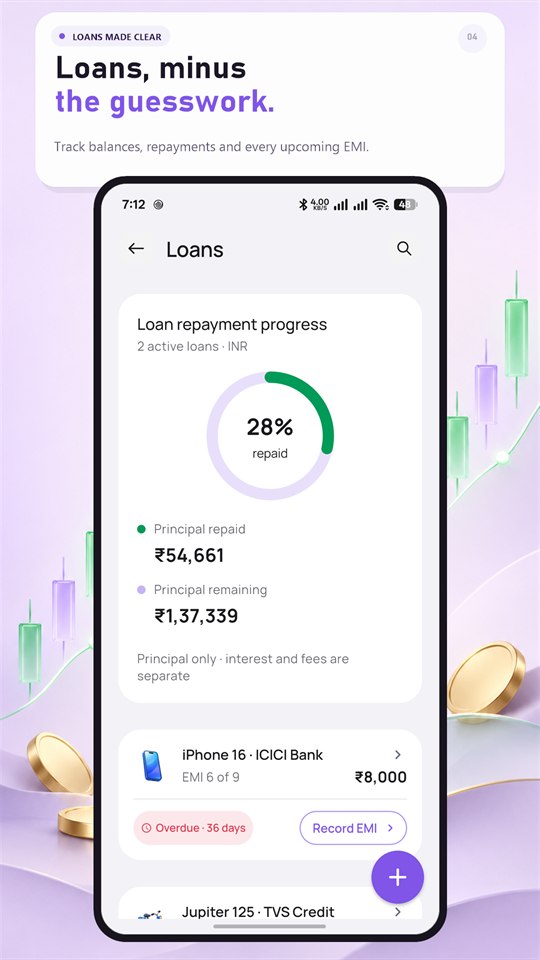 LOANS MADE CLEAR
04
Loans, minus
the guesswork.
Track balances, repayments and every upcoming EMI.
7:12
4.00
KB/S
48
Loans
Loan repayment progress
2 active loans · INR
28%
repaid
Principal repaid
₹54,661
Principal remaining
₹1,37,339
Principal only · interest and fees are
separate
iPhone 16 · ICICI Bank
EMI 6 of 9
₹8,000
Overdue · 36 days
Record EMI
Jupiter 125 · TVS Credit